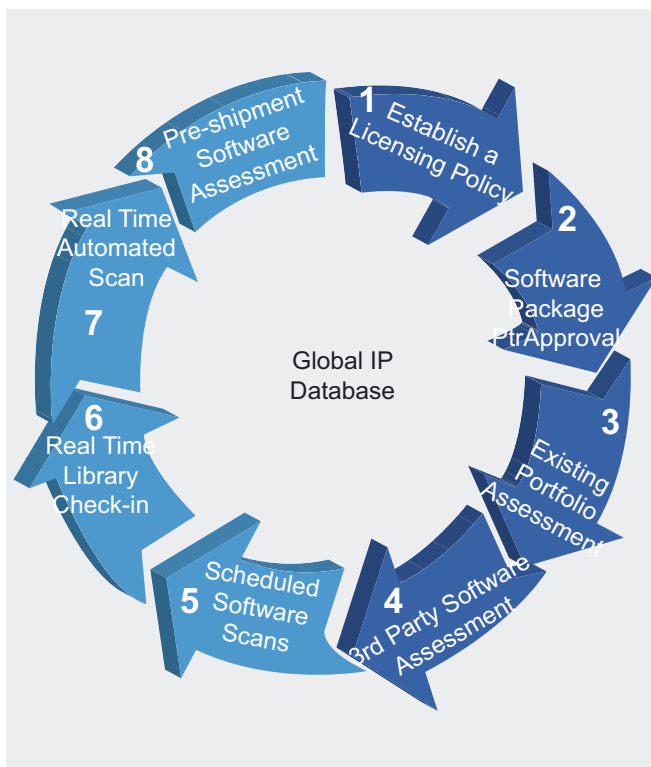 1
Establish a
Licensing Policy
2
Software
Package
PtrApproval
3
Existing
Portfolio
Assessment
4
3rd Party Software
Assessment
5
Scheduled
Software
Scans
6
Real Time
Library
Check-in
Real Time
Automated
Scan
7
8
Pre-shipment
Software
Assessment
Global IP
Database